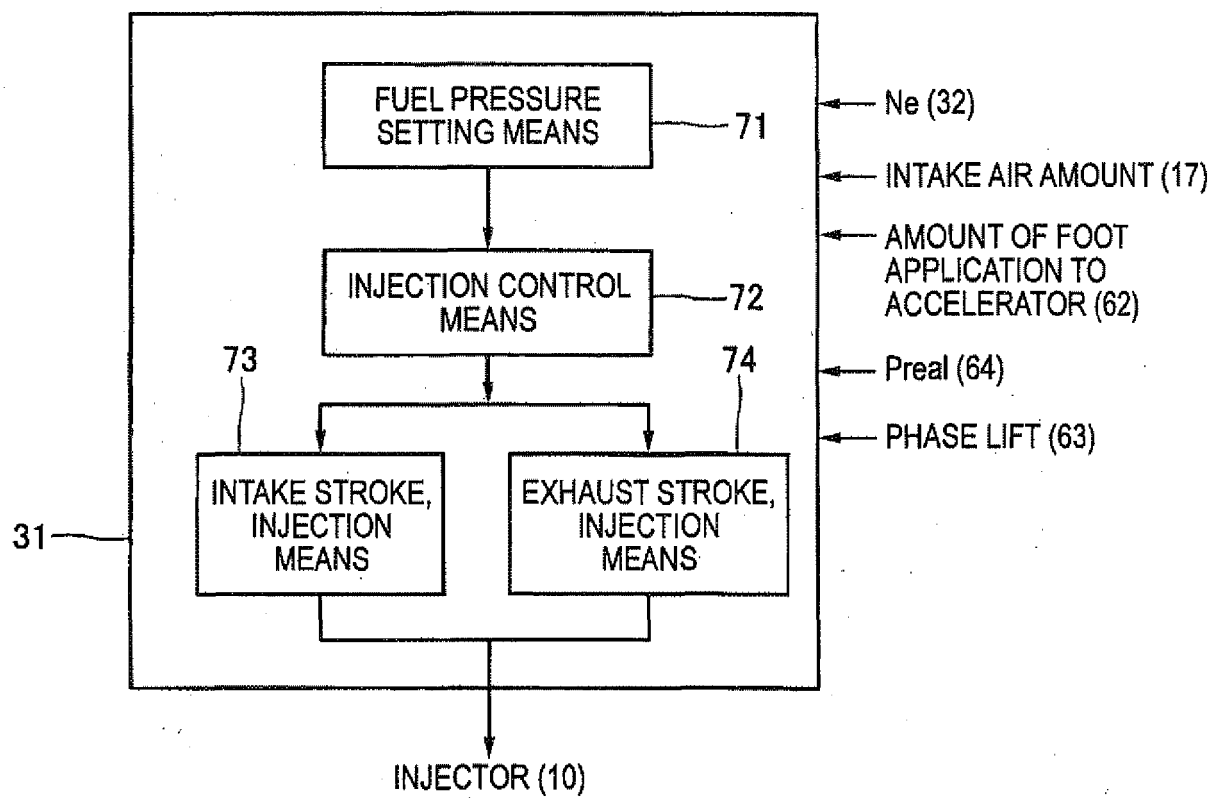 FUEL PRESSURE
SETTING MEANS
71
INJECTION CONTROL
MEANS
72
73
74
INTAKE STROKE,
INJECTION
MEANS
EXHAUST STROKE,
INJECTION
MEANS
31
INJECTOR (10)
Ne (32)
INTAKE AIR AMOUNT (17)
AMOUNT OF FOOT
APPLICATION TO
ACCELERATOR (62)
Preal (64)
PHASE LIFT (63)